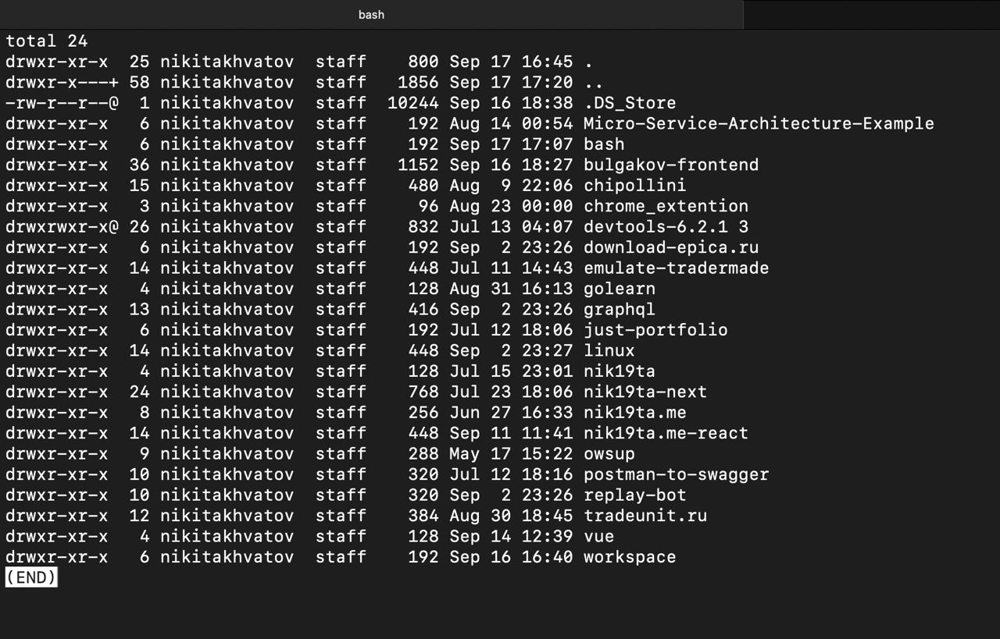 bash
total 24
drwxr-xr-x  25 nikitakhvatov  staff    800 Sep 17 16:45 .
drwxr-x---+ 58 nikitakhvatov  staff   1856 Sep 17 17:20 ..
-rw-r--r--@  1 nikitakhvatov  staff  10244 Sep 16 18:38 .DS_Store
drwxr-xr-x   6 nikitakhvatov  staff    192 Aug 14 00:54 Micro-Service-Architecture-Example
drwxr-xr-x   6 nikitakhvatov  staff    192 Sep 17 17:07 bash
drwxr-xr-x  36 nikitakhvatov  staff   1152 Sep 16 18:27 bulgakov-frontend
drwxr-xr-x  15 nikitakhvatov  staff    480 Aug  9 22:06 chipollini
drwxr-xr-x   3 nikitakhvatov  staff     96 Aug 23 00:00 chrome_extention
drwxrwxr-x@ 26 nikitakhvatov  staff    832 Jul 13 04:07 devtools-6.2.1 3
drwxr-xr-x   6 nikitakhvatov  staff    192 Sep  2 23:26 download-epica.ru
drwxr-xr-x  14 nikitakhvatov  staff    448 Jul 11 14:43 emulate-tradermade
drwxr-xr-x   4 nikitakhvatov  staff    128 Aug 31 16:13 golearn
drwxr-xr-x  13 nikitakhvatov  staff    416 Sep  2 23:26 graphql
drwxr-xr-x   6 nikitakhvatov  staff    192 Jul 12 18:06 just-portfolio
drwxr-xr-x  14 nikitakhvatov  staff    448 Sep  2 23:27 linux
drwxr-xr-x   4 nikitakhvatov  staff    128 Jul 15 23:01 nik19ta
drwxr-xr-x  24 nikitakhvatov  staff    768 Jul 23 18:06 nik19ta-next
drwxr-xr-x   8 nikitakhvatov  staff    256 Jun 27 16:33 nik19ta.me
drwxr-xr-x  14 nikitakhvatov  staff    448 Sep 11 11:41 nik19ta.me-react
drwxr-xr-x   9 nikitakhvatov  staff    288 May 17 15:22 owsup
drwxr-xr-x  10 nikitakhvatov  staff    320 Jul 12 18:16 postman-to-swagger
drwxr-xr-x  10 nikitakhvatov  staff    320 Sep  2 23:26 replay-bot
drwxr-xr-x  12 nikitakhvatov  staff    384 Aug 30 18:45 tradeunit.ru
drwxr-xr-x   4 nikitakhvatov  staff    128 Sep 14 12:39 vue
drwxr-xr-x   6 nikitakhvatov  staff    192 Sep 16 16:40 workspace
(END)